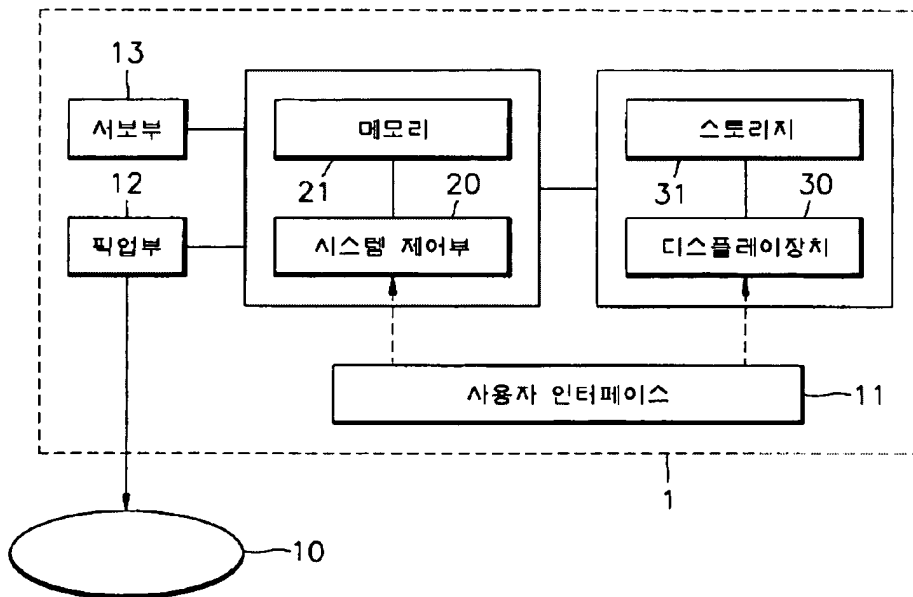 13
서보부
메모리
스토리지
12
21
20
31
30
픽업부
시스템 제어부
디스플레이장치
사용자 인터페이스
11
1
10